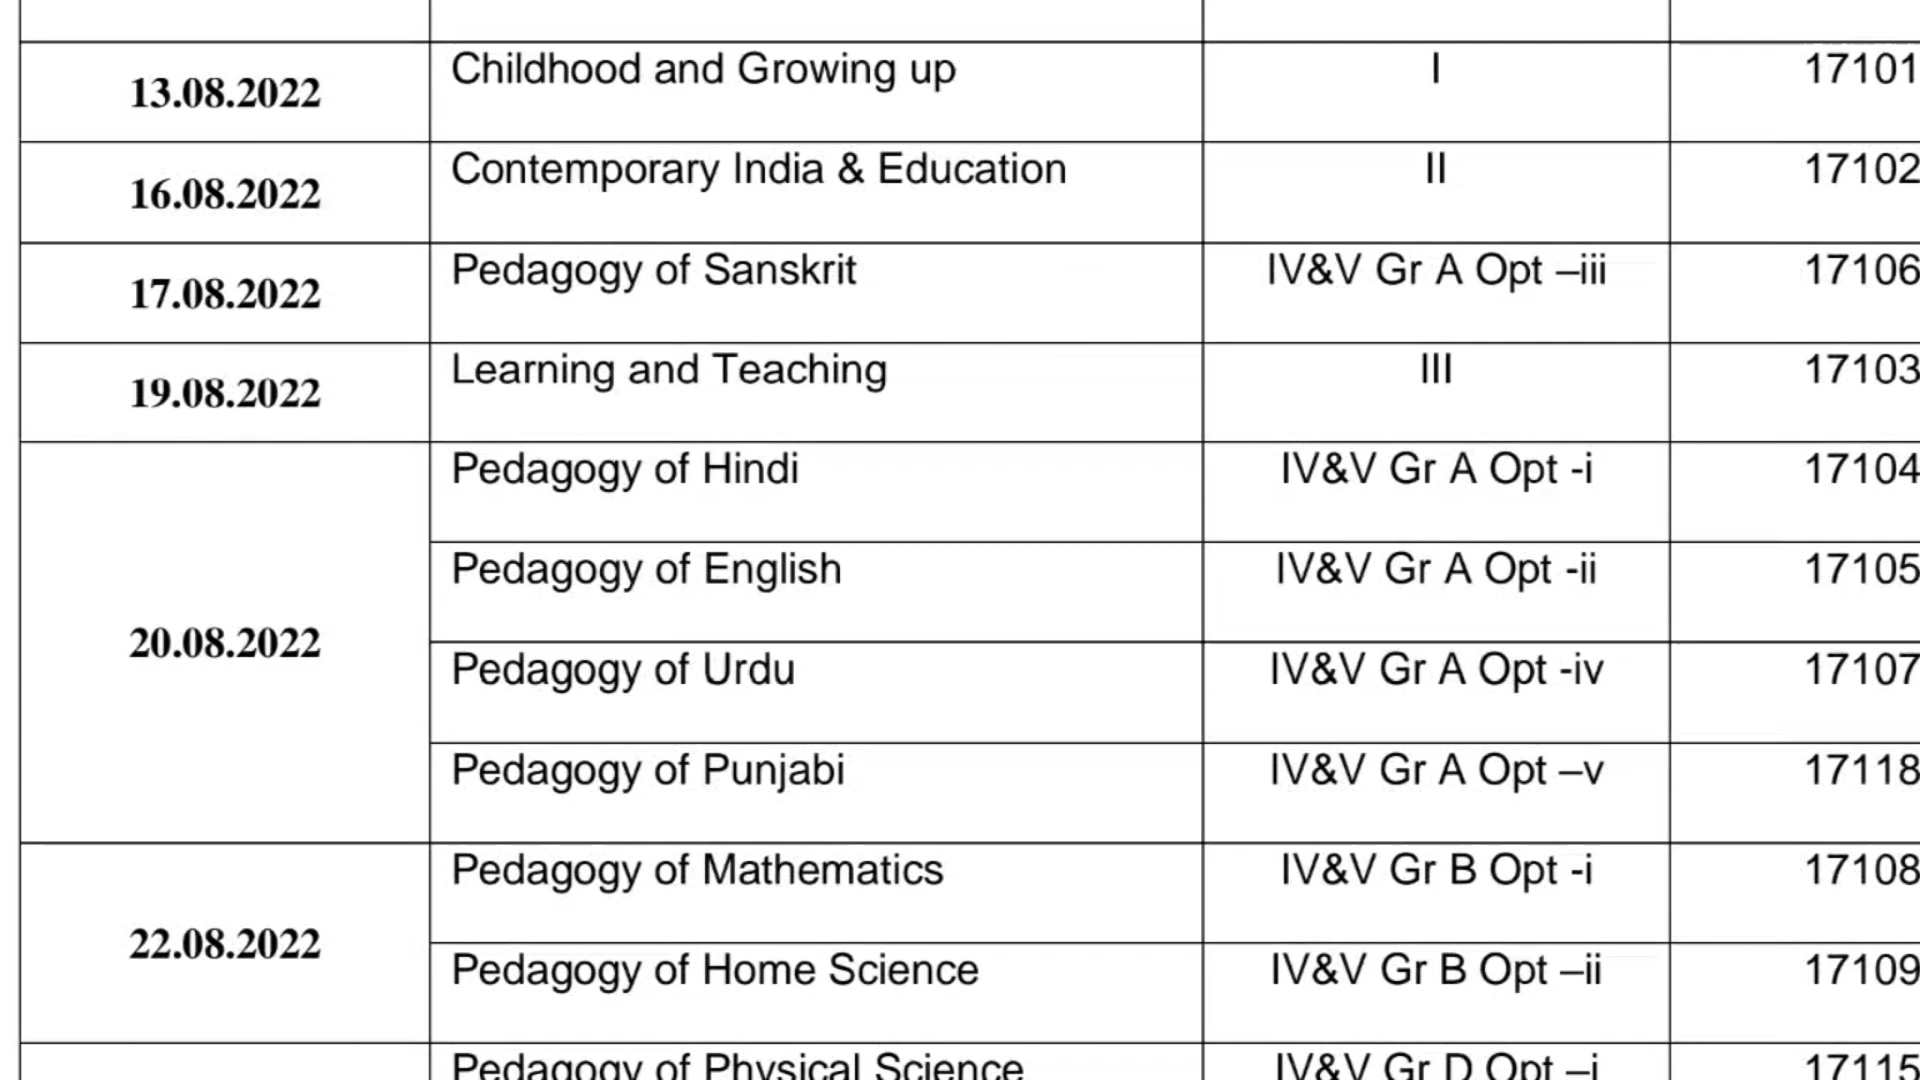 13.08.2022 Childhood and Growing up I 17101
16.08.2022 Contemporary India & Education II 17102
17.08.2022 Pedagogy of Sanskrit IV&V Gr A Opt –iii 17106
19.08.2022 Learning and Teaching III 17103
20.08.2022 Pedagogy of Hindi IV&V Gr A Opt -i 17104
Pedagogy of English IV&V Gr A Opt -ii 17105
Pedagogy of Urdu IV&V Gr A Opt -iv 17107
Pedagogy of Punjabi IV&V Gr A Opt –v 17118
22.08.2022 Pedagogy of Mathematics IV&V Gr B Opt -i 17108
Pedagogy of Home Science IV&V Gr B Opt –ii 17109
Pedagogy of Physical Science IV&V Gr D Opt –i 17115